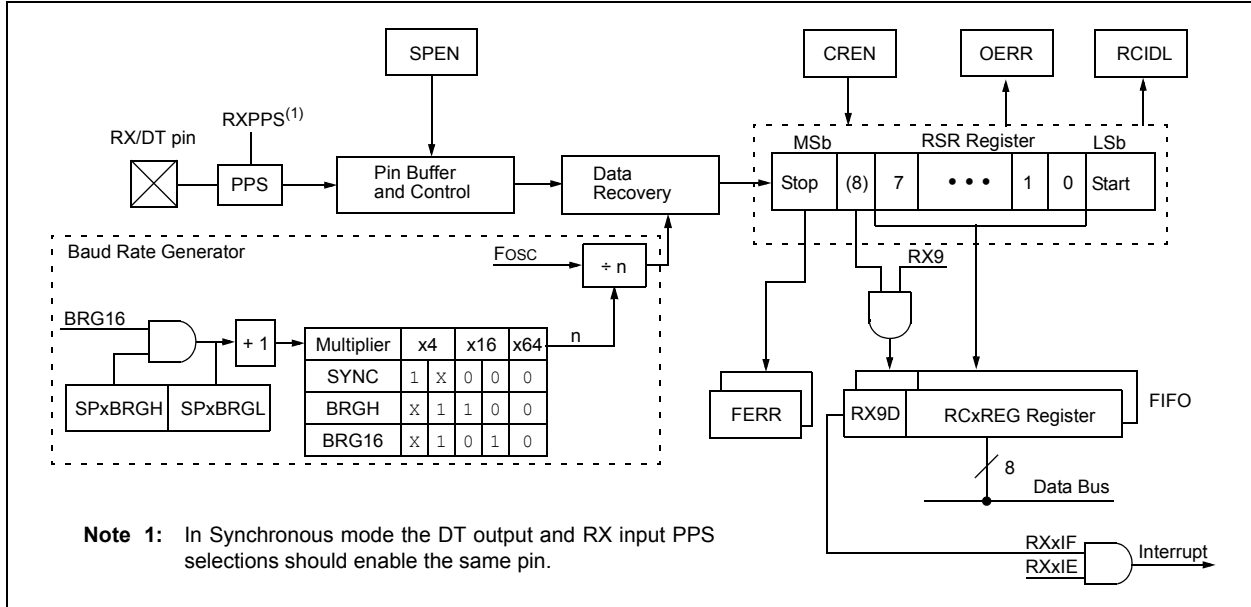 SPEN
CREN
OERR
RCIDL
RXPPS(1)
RX/DT pin
PPS
Pin Buffer
and Control
Data
Recovery
MSb
RSR Register
LSb
Stop
(8)
7
• • •
1
0
Start
Baud Rate Generator
FOSC
÷ n
RX9
BRG16
+ 1
n
Multiplier x4 x16 x64
SYNC 1 X 0 0 0
BRGH X 1 1 0 0
BRG16 X 1 0 1 0
SPxBRGH
SPxBRGL
FERR
RX9D
RCxREG Register
FIFO
8
Data Bus
RXxIF
RXxIE
Interrupt
Note 1: In Synchronous mode the DT output and RX input PPS
selections should enable the same pin.